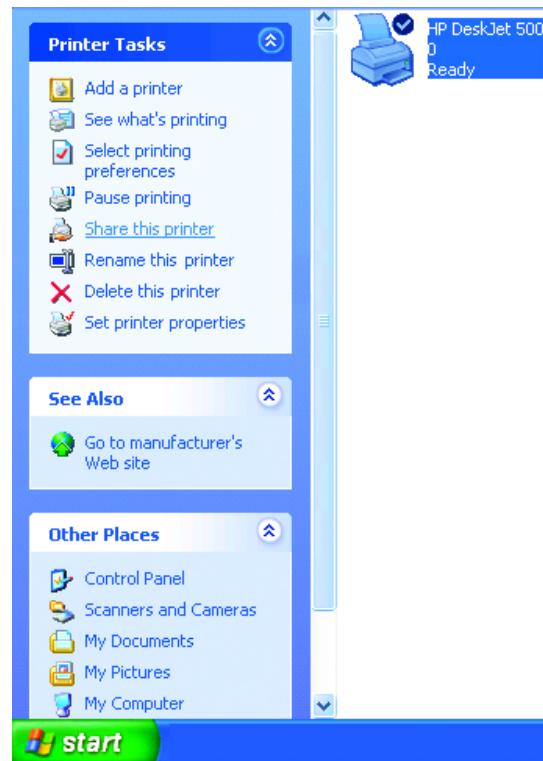 Printer Tasks
Add a printer
See what's printing
Select printing
preferences
Pause printing
Share this printer
Rename this printer
Delete this printer
Set printer properties
See Also
Go to manufacturer's
Web site
Other Places
Control Panel
Scanners and Cameras
My Documents
My Pictures
My Computer
start
HP DeskJet 500
0
Ready